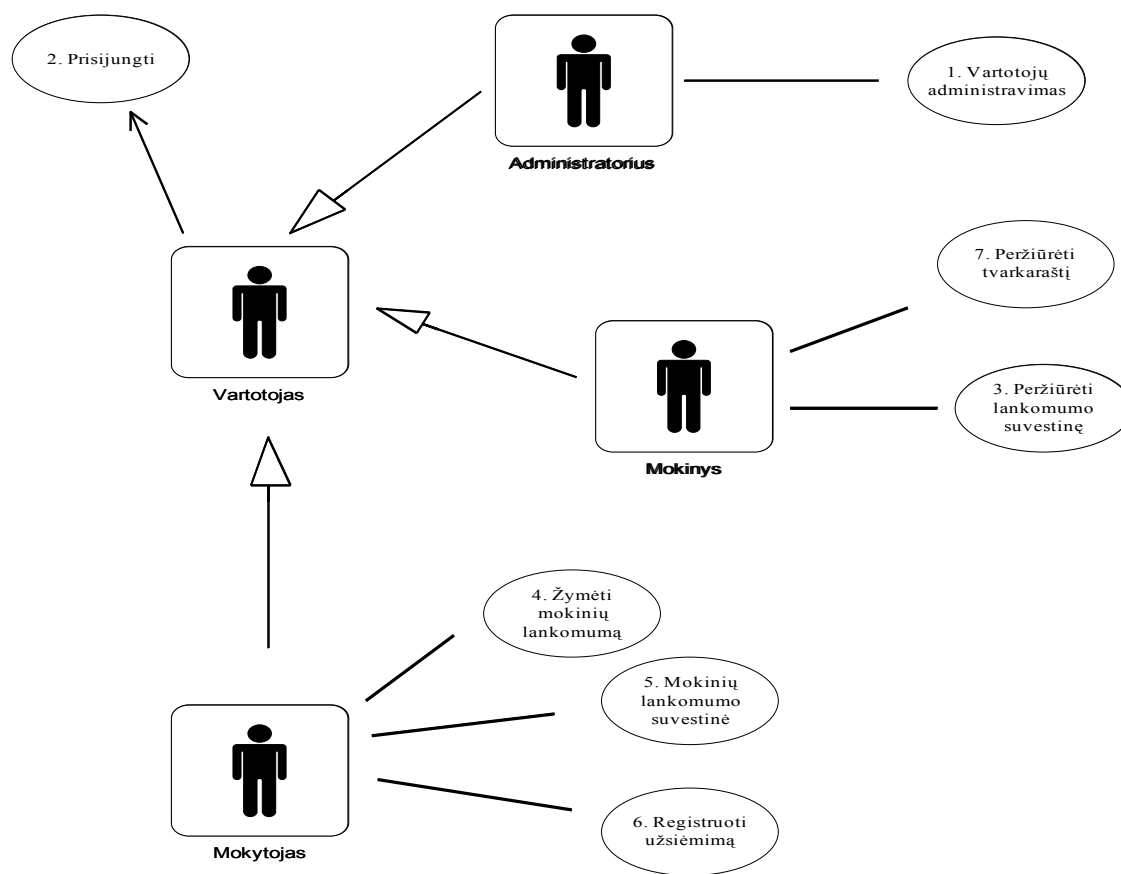 2. Prisijungti
1. Vartotojų
administravimas
Administratorius
7. Peržiūrėti
tvarkaraštį
Vartotojas
3. Peržiūrėti
lankomumo
suvestinę
Mokinys
4. Žymėti
mokinių
lankomumą
5. Mokinių
lankomumo
suvestinė
6. Registruoti
užsiėmimą
Mokytojas